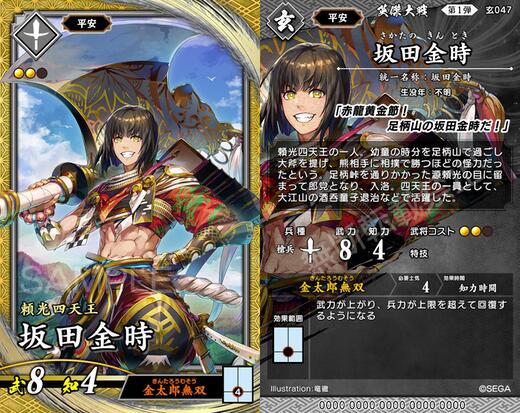 平安
頼光四天王
坂田金時
武8 知4
きんたろうむそう
金太郎無双
4
SAMPLE
玄
平安
英傑大戦
第1弾
玄047
さかたの きん とき
坂田金時
統一名称：坂田金時
生没年：不明
「赤龍黄金節！
足柄山の坂田金時だ！」
頼光四天王の一人。幼童の時分を足柄山で過ごし
大斧を提げ、熊相手に相撲で勝つほどの怪力だっ
たという。足柄峠を通りかかった源頼光の目に留
まって郎党となり、入洛。四天王の一員として、
大江山の酒呑童子退治などで活躍した。
兵種 武力 知力 武将コスト
槍兵 8 4 特技
きんたろうむそう 必要士気 効果時間
金太郎無双 4 知力時間
効果範囲
武力が上がり、兵力が上限を超えて回復す
るようになる
Illustration:竜徹 ©SEGA
0000-0000-0000-0000-0000